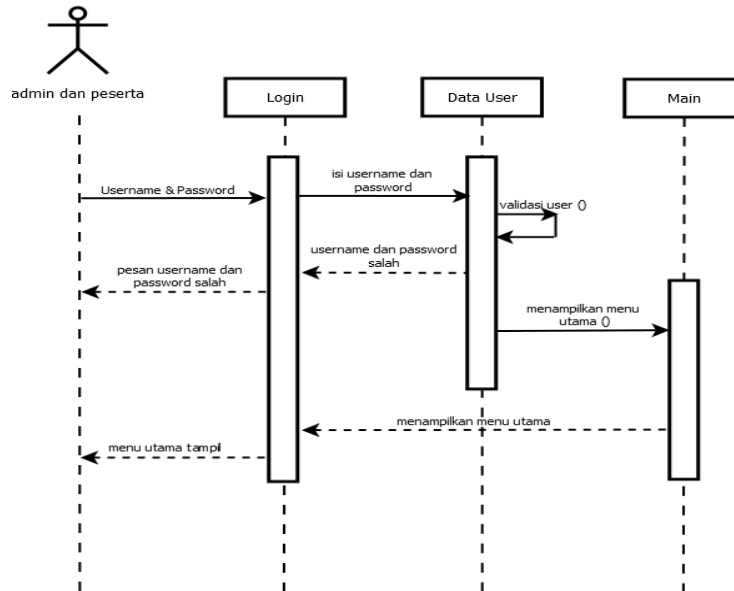 admin dan peserta
Login
Data User
Main
Username & Password
isi username dan
password
validasi user ()
username dan password
salah
pesan username dan
password salah
menampilkan menu
utama ()
menampilkan menu utama
menu utama tampil